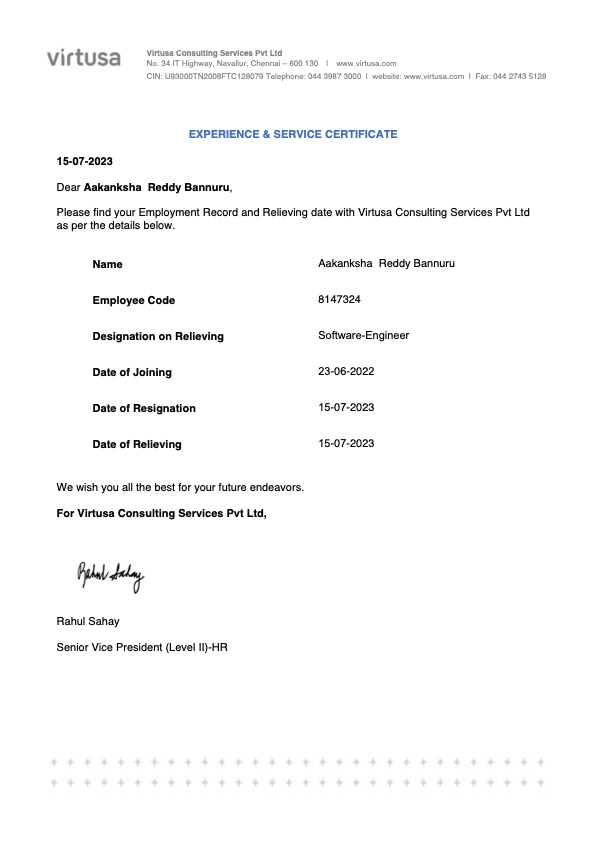 virtusa
Virtusa Consulting Services Pvt Ltd
No. 34 IT Highway, Navallur, Chennai – 600 130 I www.virtusa.com
CIN: U93000TN2008FTC128079 Telephone: 044 3987 3000 I website: www.virtusa.com I Fax: 044 2743 5128
EXPERIENCE & SERVICE CERTIFICATE
15-07-2023
Dear Aakanksha Reddy Bannuru,
Please find your Employment Record and Relieving date with Virtusa Consulting Services Pvt Ltd
as per the details below.
Name Aakanksha Reddy Bannuru
Employee Code 8147324
Designation on Relieving Software-Engineer
Date of Joining 23-06-2022
Date of Resignation 15-07-2023
Date of Relieving 15-07-2023
We wish you all the best for your future endeavors.
For Virtusa Consulting Services Pvt Ltd,
Rahul Sahay
Rahul Sahay
Senior Vice President (Level II)-HR